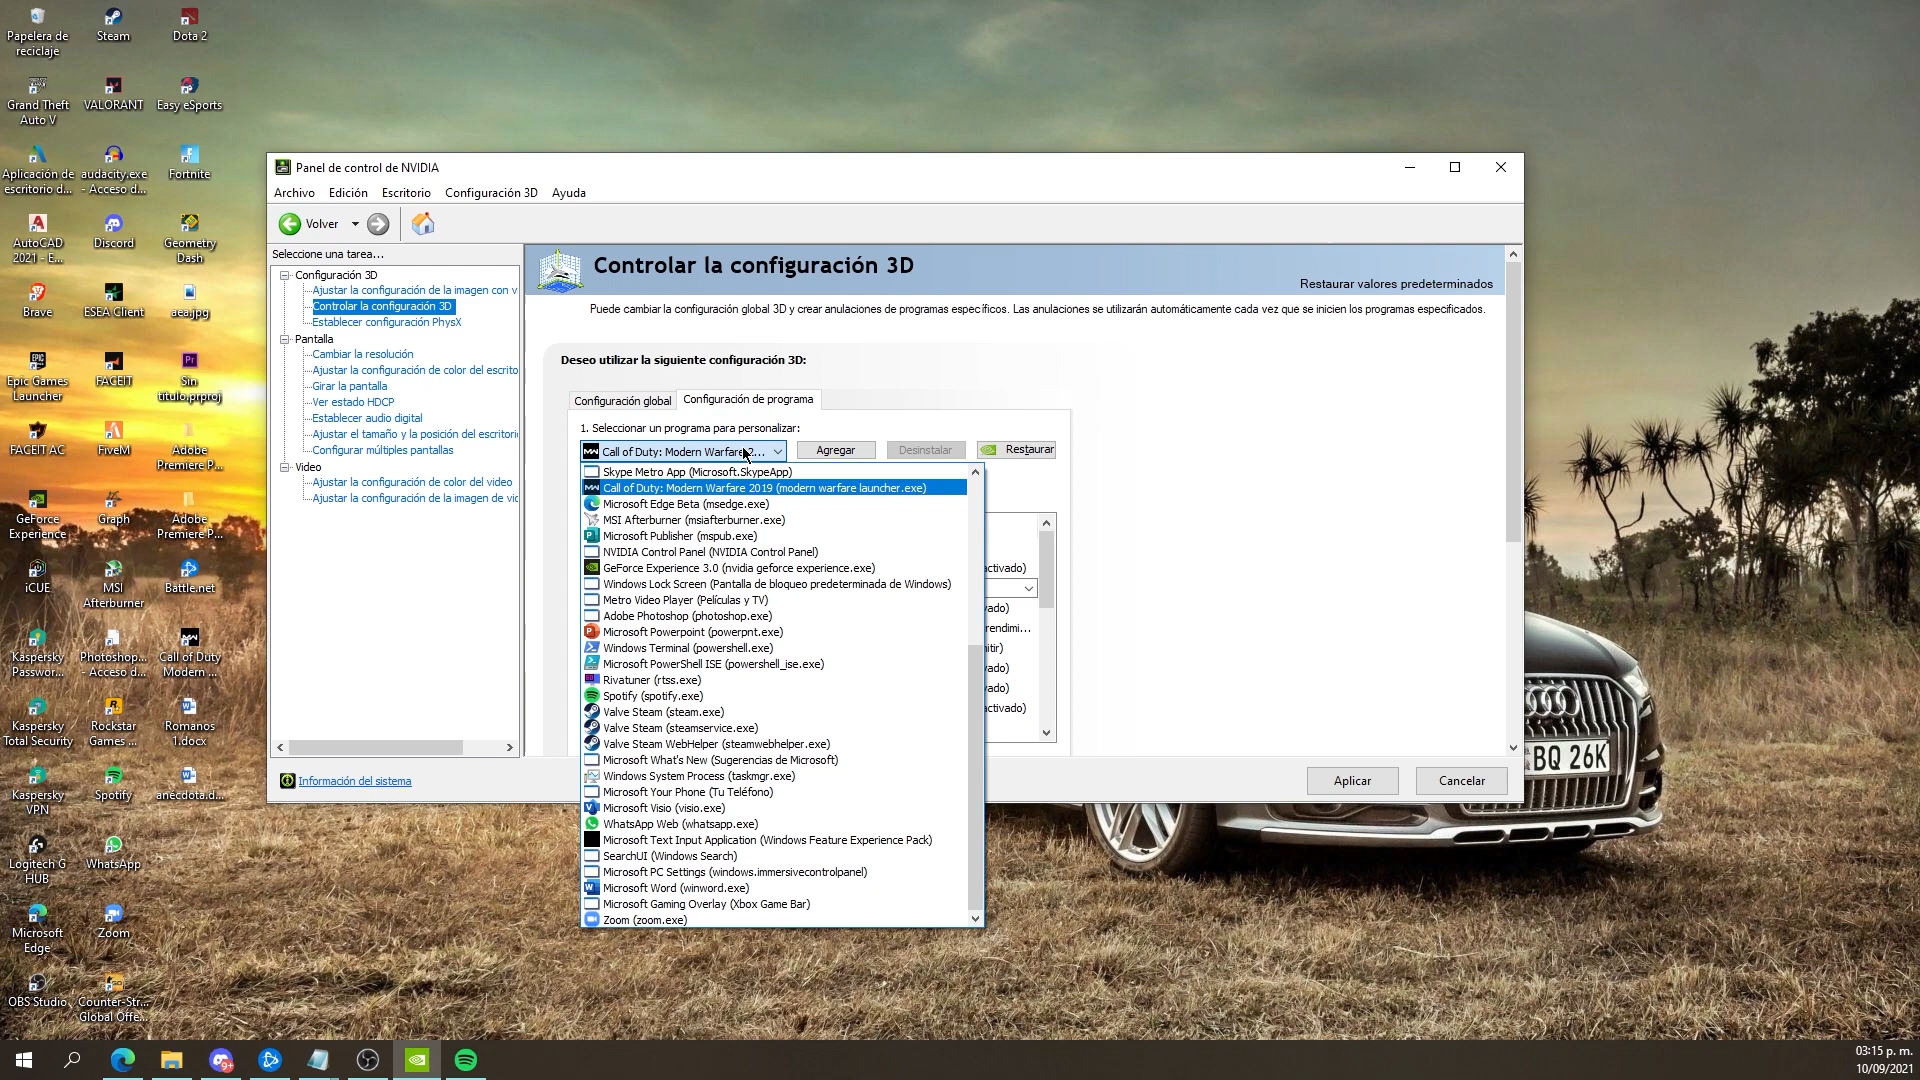 Papelera de
reciclaje
Steam
Dota 2
Grand Theft
Auto V
VALORANT
Easy eSports
Aplicación de
escritorio d...
audacity.exe
- Acceso d...
Fortnite
AutoCAD
2021 - E...
Discord
Geometry
Dash
Brave
ESEA Client
aea.jpg
Epic Games
Launcher
FACEIT
Sin
título.prproj
FACEIT AC
FiveM
Adobe
Premiere P...
GeForce
Experience
Graph
Adobe
Premiere P...
iCUE
MSI
Afterburner
Battle.net
Kaspersky
Passwor...
Photoshop...
- Acceso d...
Call of Duty
Modern ...
Kaspersky
Total Security
Rockstar
Games ...
Romanos
1.docx
Kaspersky
VPN
Spotify
anécdota.d...
Logitech G
HUB
WhatsApp
Microsoft
Edge
Zoom
OBS Studio
Counter-Str...
Global Offe...
Panel de control de NVIDIA
Archivo Edición Escritorio Configuración 3D Ayuda
Volver
Seleccione una tarea...
Configuración 3D
Ajustar la configuración de la imagen con v
Controlar la configuración 3D
Establecer configuración PhysX
Pantalla
Cambiar la resolución
Ajustar la configuración de color del escrito
Girar la pantalla
Ver estado HDCP
Establecer audio digital
Ajustar el tamaño y la posición del escritori
Configurar múltiples pantallas
Video
Ajustar la configuración de color del video
Ajustar la configuración de la imagen de vid
Información del sistema
Controlar la configuración 3D
Restaurar valores predeterminados
Puede cambiar la configuración global 3D y crear anulaciones de programas específicos. Las anulaciones se utilizarán automáticamente cada vez que se inicien los programas especificados.
Deseo utilizar la siguiente configuración 3D:
Configuración global Configuración de programa
1. Seleccionar un programa para personalizar:
Call of Duty: Modern Warfare 2... Agregar Desinstalar Restaurar
Skype Metro App (Microsoft.SkypeApp)
Call of Duty: Modern Warfare 2019 (modern warfare launcher.exe)
Microsoft Edge Beta (msedge.exe)
MSI Afterburner (msiafterburner.exe)
Microsoft Publisher (mspub.exe)
NVIDIA Control Panel (NVIDIA Control Panel)
GeForce Experience 3.0 (nvidia geforce experience.exe)
Windows Lock Screen (Pantalla de bloqueo predeterminada de Windows)
Metro Video Player (Películas y TV)
Adobe Photoshop (photoshop.exe)
Microsoft Powerpoint (powerpnt.exe)
Windows Terminal (powershell.exe)
Microsoft PowerShell ISE (powershell_ise.exe)
Rivatuner (rtss.exe)
Spotify (spotify.exe)
Valve Steam (steam.exe)
Valve Steam (steamservice.exe)
Valve Steam WebHelper (steamwebhelper.exe)
Microsoft What's New (Sugerencias de Microsoft)
Windows System Process (taskmgr.exe)
Microsoft Your Phone (Tu Teléfono)
Microsoft Visio (visio.exe)
WhatsApp Web (whatsapp.exe)
Microsoft Text Input Application (Windows Feature Experience Pack)
SearchUI (Windows Search)
Microsoft PC Settings (windows.immersivecontrolpanel)
Microsoft Word (winword.exe)
Microsoft Gaming Overlay (Xbox Game Bar)
Zoom (zoom.exe)
activado)
vado)
rendimi...
itir)
vado)
vado)
activado)
Aplicar Cancelar
BQ 26K
9+
03:15 p. m.
10/09/2021